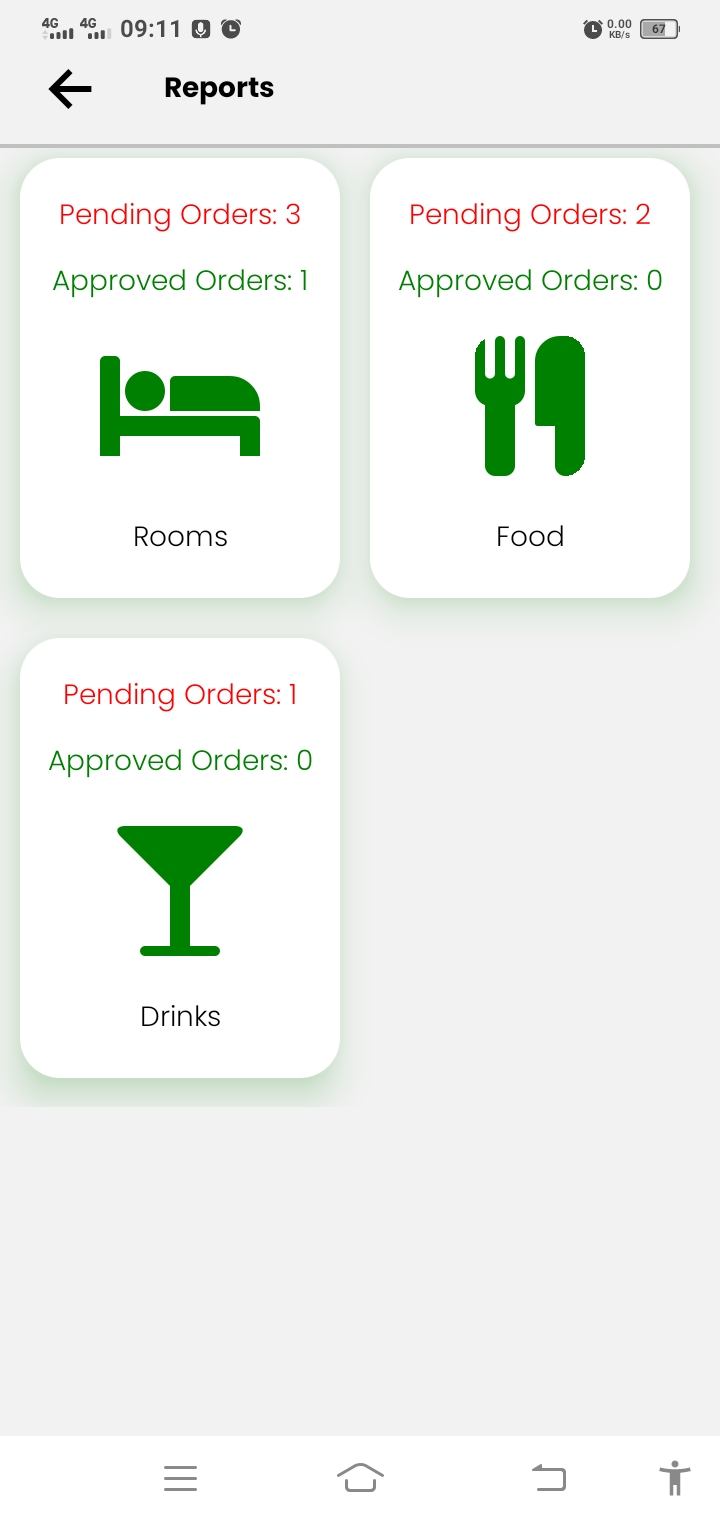 4G 4G 09:11 0.00 KB/s 67
Reports
Pending Orders: 3
Approved Orders: 1
Rooms
Pending Orders: 2
Approved Orders: 0
Food
Pending Orders: 1
Approved Orders: 0
Drinks